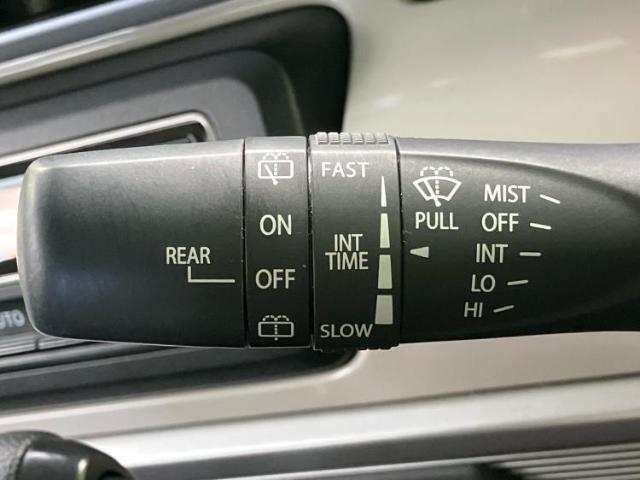 REAR
ON
OFF
FAST
INT
TIME
SLOW
PULL
MIST
OFF
INT
LO
HI